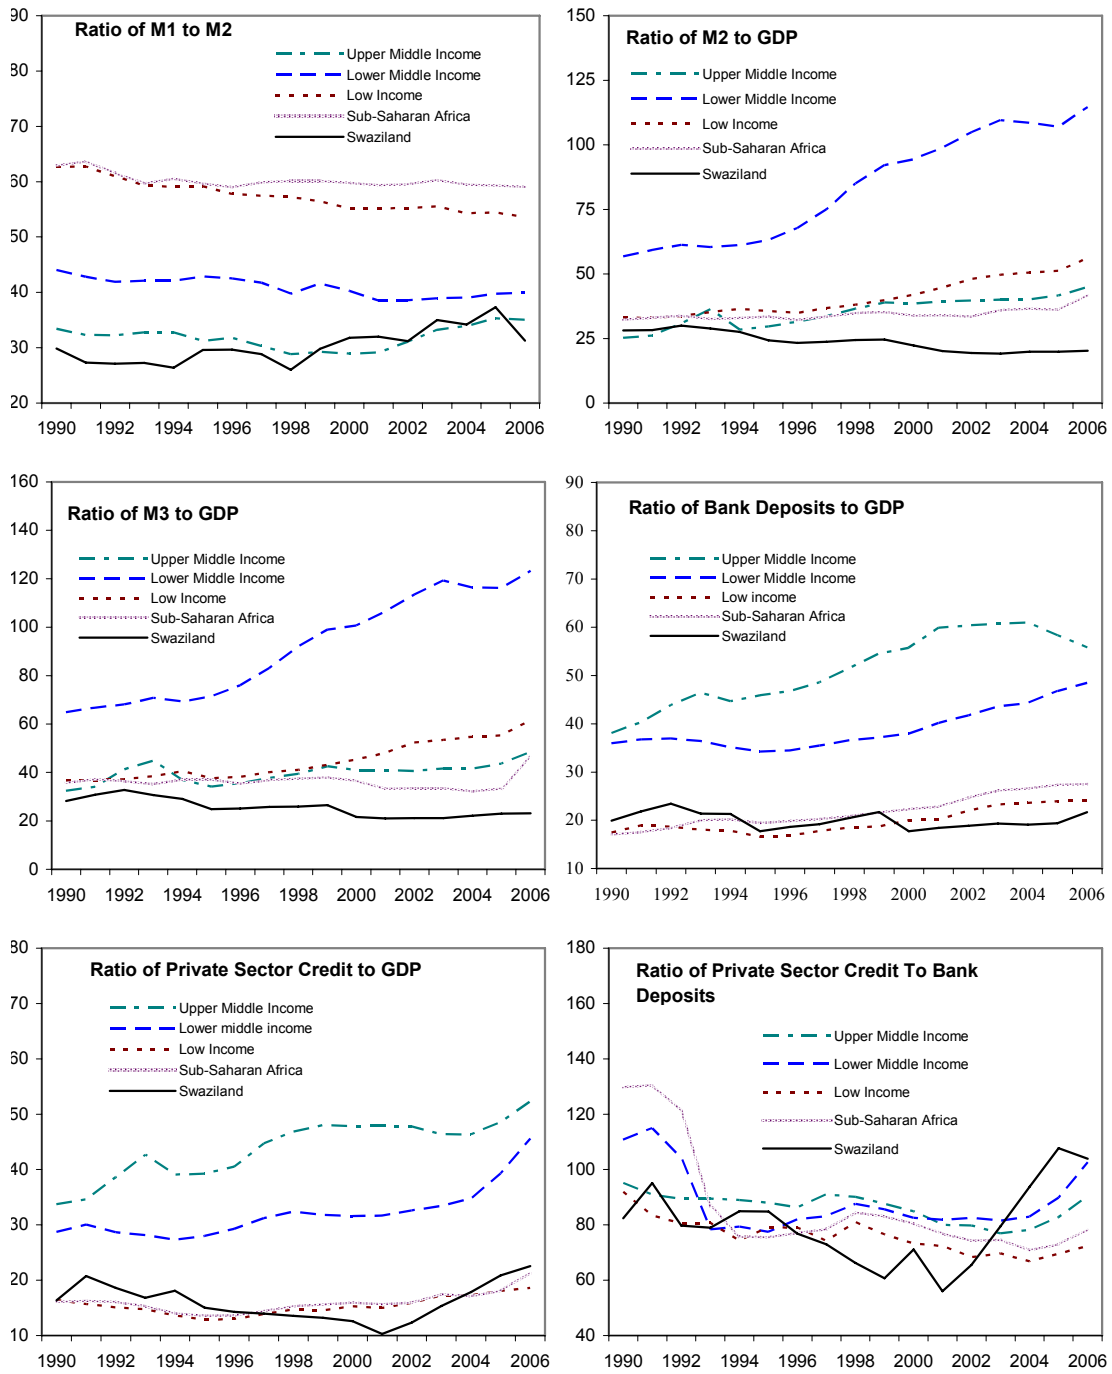 Ratio of M1 to M2
Upper Middle Income
Lower Middle Income
Low Income
Sub-Saharan Africa
Swaziland
90
80
70
60
50
40
30
20
1990 1992 1994 1996 1998 2000 2002 2004 2006
Ratio of M2 to GDP
Upper Middle Income
Lower Middle Income
Low Income
Sub-Saharan Africa
Swaziland
150
125
100
75
50
25
0
1990 1992 1994 1996 1998 2000 2002 2004 2006
Ratio of M3 to GDP
Upper Middle Income
Lower Middle Income
Low Income
Sub-Saharan Africa
Swaziland
160
140
120
100
80
60
40
20
0
1990 1992 1994 1996 1998 2000 2002 2004 2006
Ratio of Bank Deposits to GDP
Upper Middle Income
Lower Middle Income
Low income
Sub-Saharan Africa
Swaziland
90
80
70
60
50
40
30
20
10
1990 1992 1994 1996 1998 2000 2002 2004 2006
Ratio of Private Sector Credit to GDP
Upper Middle Income
Lower middle income
Low Income
Sub-Saharan Africa
Swaziland
80
70
60
50
40
30
20
10
1990 1992 1994 1996 1998 2000 2002 2004 2006
Ratio of Private Sector Credit To Bank
Deposits
Upper Middle Income
Lower Middle Income
Low Income
Sub-Saharan Africa
Swaziland
180
160
140
120
100
80
60
40
1990 1992 1994 1996 1998 2000 2002 2004 2006